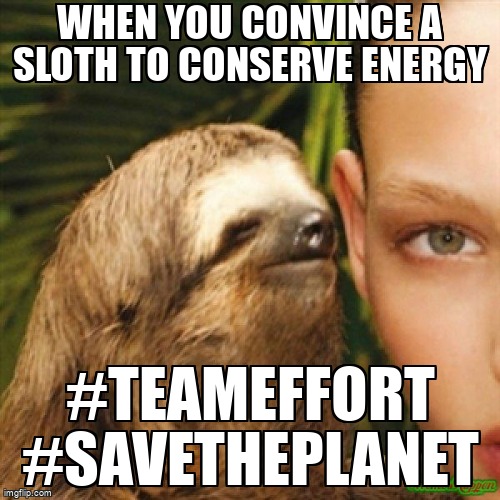 WHEN YOU CONVINCE A
SLOTH TO CONSERVE ENERGY
#TEAMEFFORT
#SAVETHEPLANET
imgflip.com